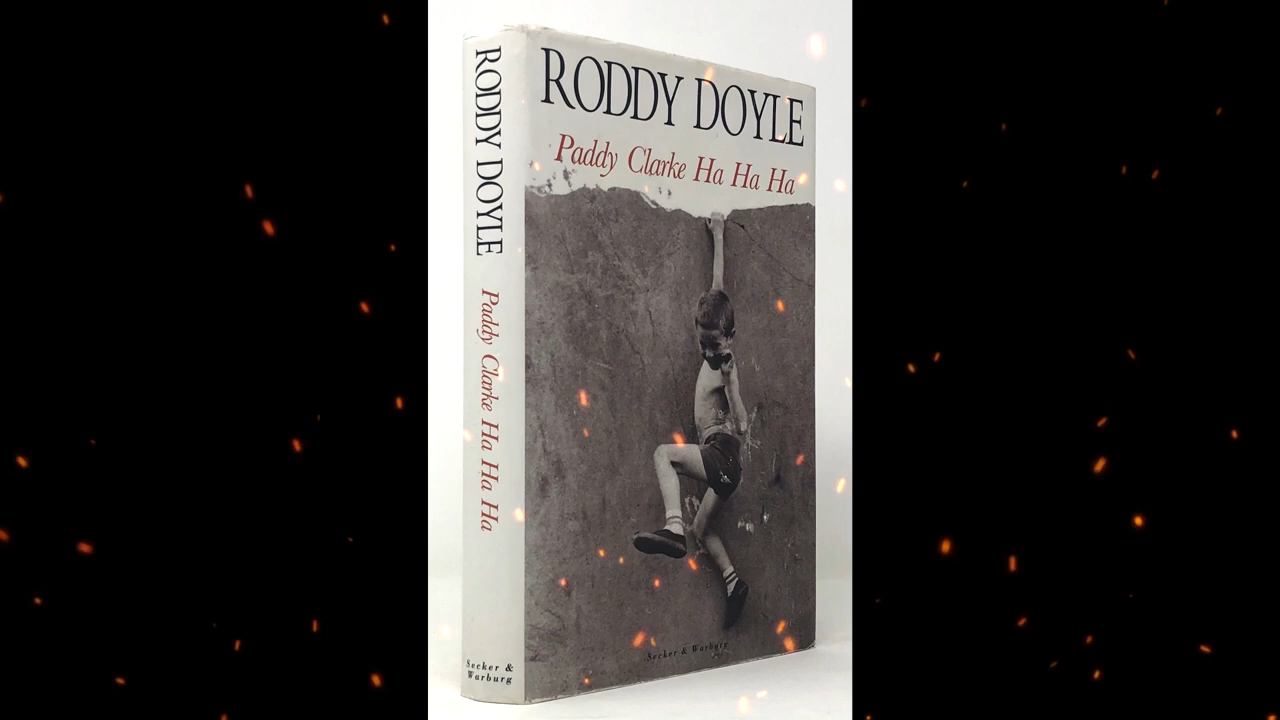 RODDY DOYLE
Paddy Clarke Ha Ha Ha
Secker &
Warburg
RODDY DOYLE
Paddy Clarke Ha Ha Ha
Secker & Warburg